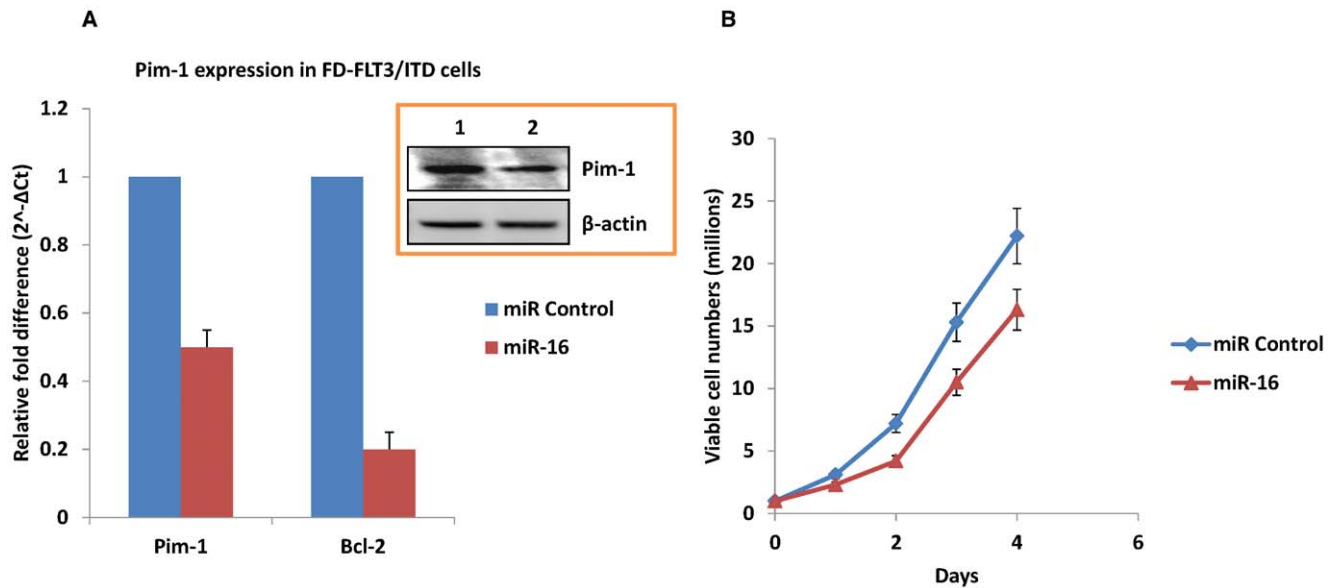 A
Pim-1 expression in FD-FLT3/ITD cells
Relative fold difference (2^-ΔCt)
1.2
1
0.8
0.6
0.4
0.2
0
Pim-1
Bcl-2
1 2
Pim-1
β-actin
miR Control
miR-16
B
Viable cell numbers (millions)
30
25
20
15
10
5
0
0 2 4 6
Days
miR Control
miR-16